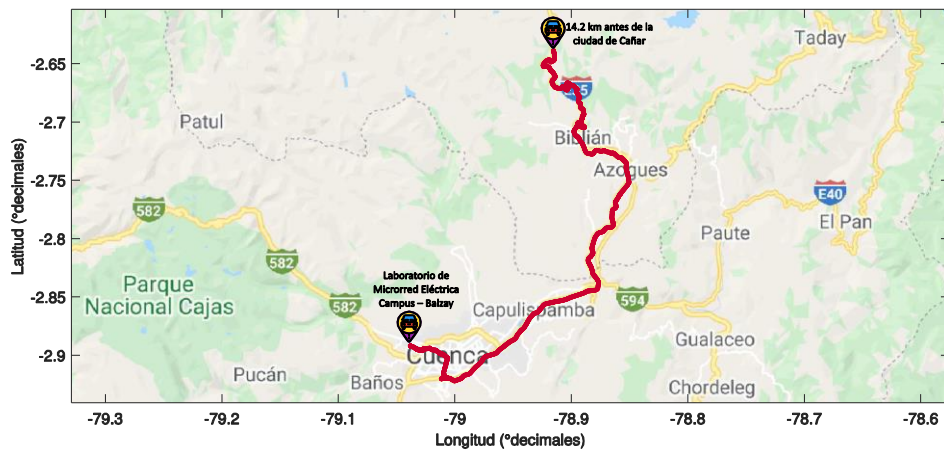 14.2 km antes de la
ciudad de Cañar
Taday
-2.65
Patul
-2.7
Biblián
Azogues
-2.75
582
E40
El Pan
Paute
-2.8
582
Latitud (°decimales)
Parque
Nacional Cajas
Laboratorio de
Microrred Eléctrica
Campus – Balzay
582
594
-2.85
Capulispamba
Gualaceo
Cuenca
-2.9
Pucán
Baños
Chordeleg
-79.3
-79.2
-79.1
-79
-78.9
-78.8
-78.7
-78.6
Longitud (°decimales)